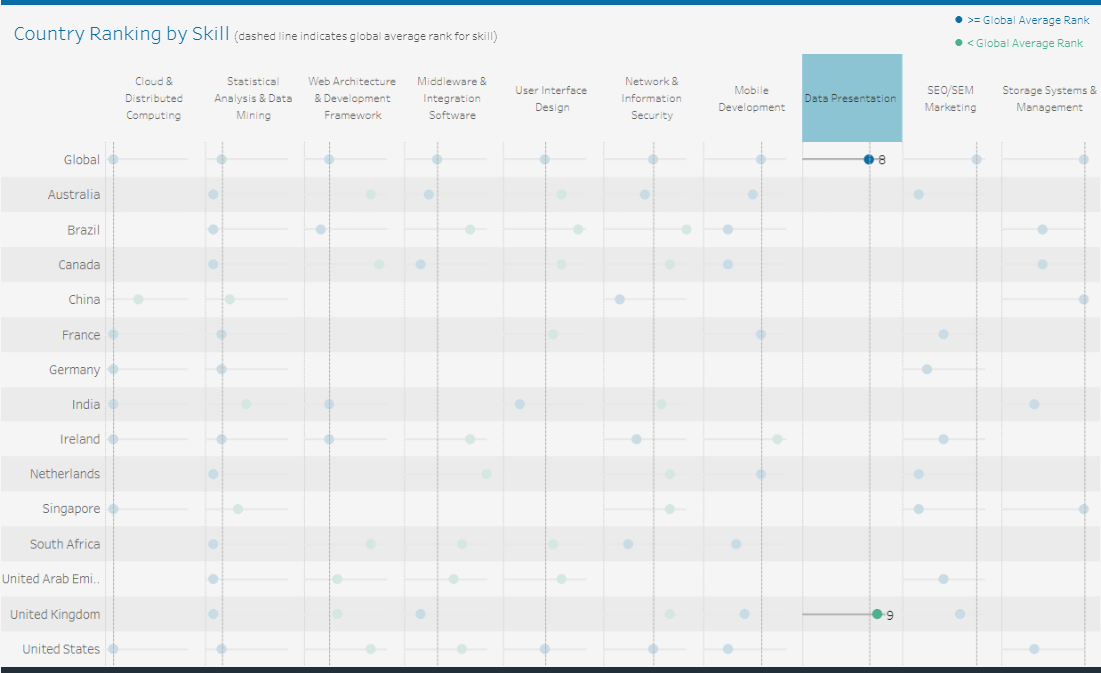 Country Ranking by Skill (dashed line indicates global average rank for skill)
>= Global Average Rank
< Global Average Rank
Cloud &
Distributed
Computing
Statistical
Analysis & Data
Mining
Web Architecture
& Development
Framework
Middleware &
Integration
Software
User Interface
Design
Network &
Information
Security
Mobile
Development
Data Presentation
SEO/SEM
Marketing
Storage Systems &
Management
Global
8
Australia
Brazil
Canada
China
France
Germany
India
Ireland
Netherlands
Singapore
South Africa
United Arab Emi..
United Kingdom
9
United States